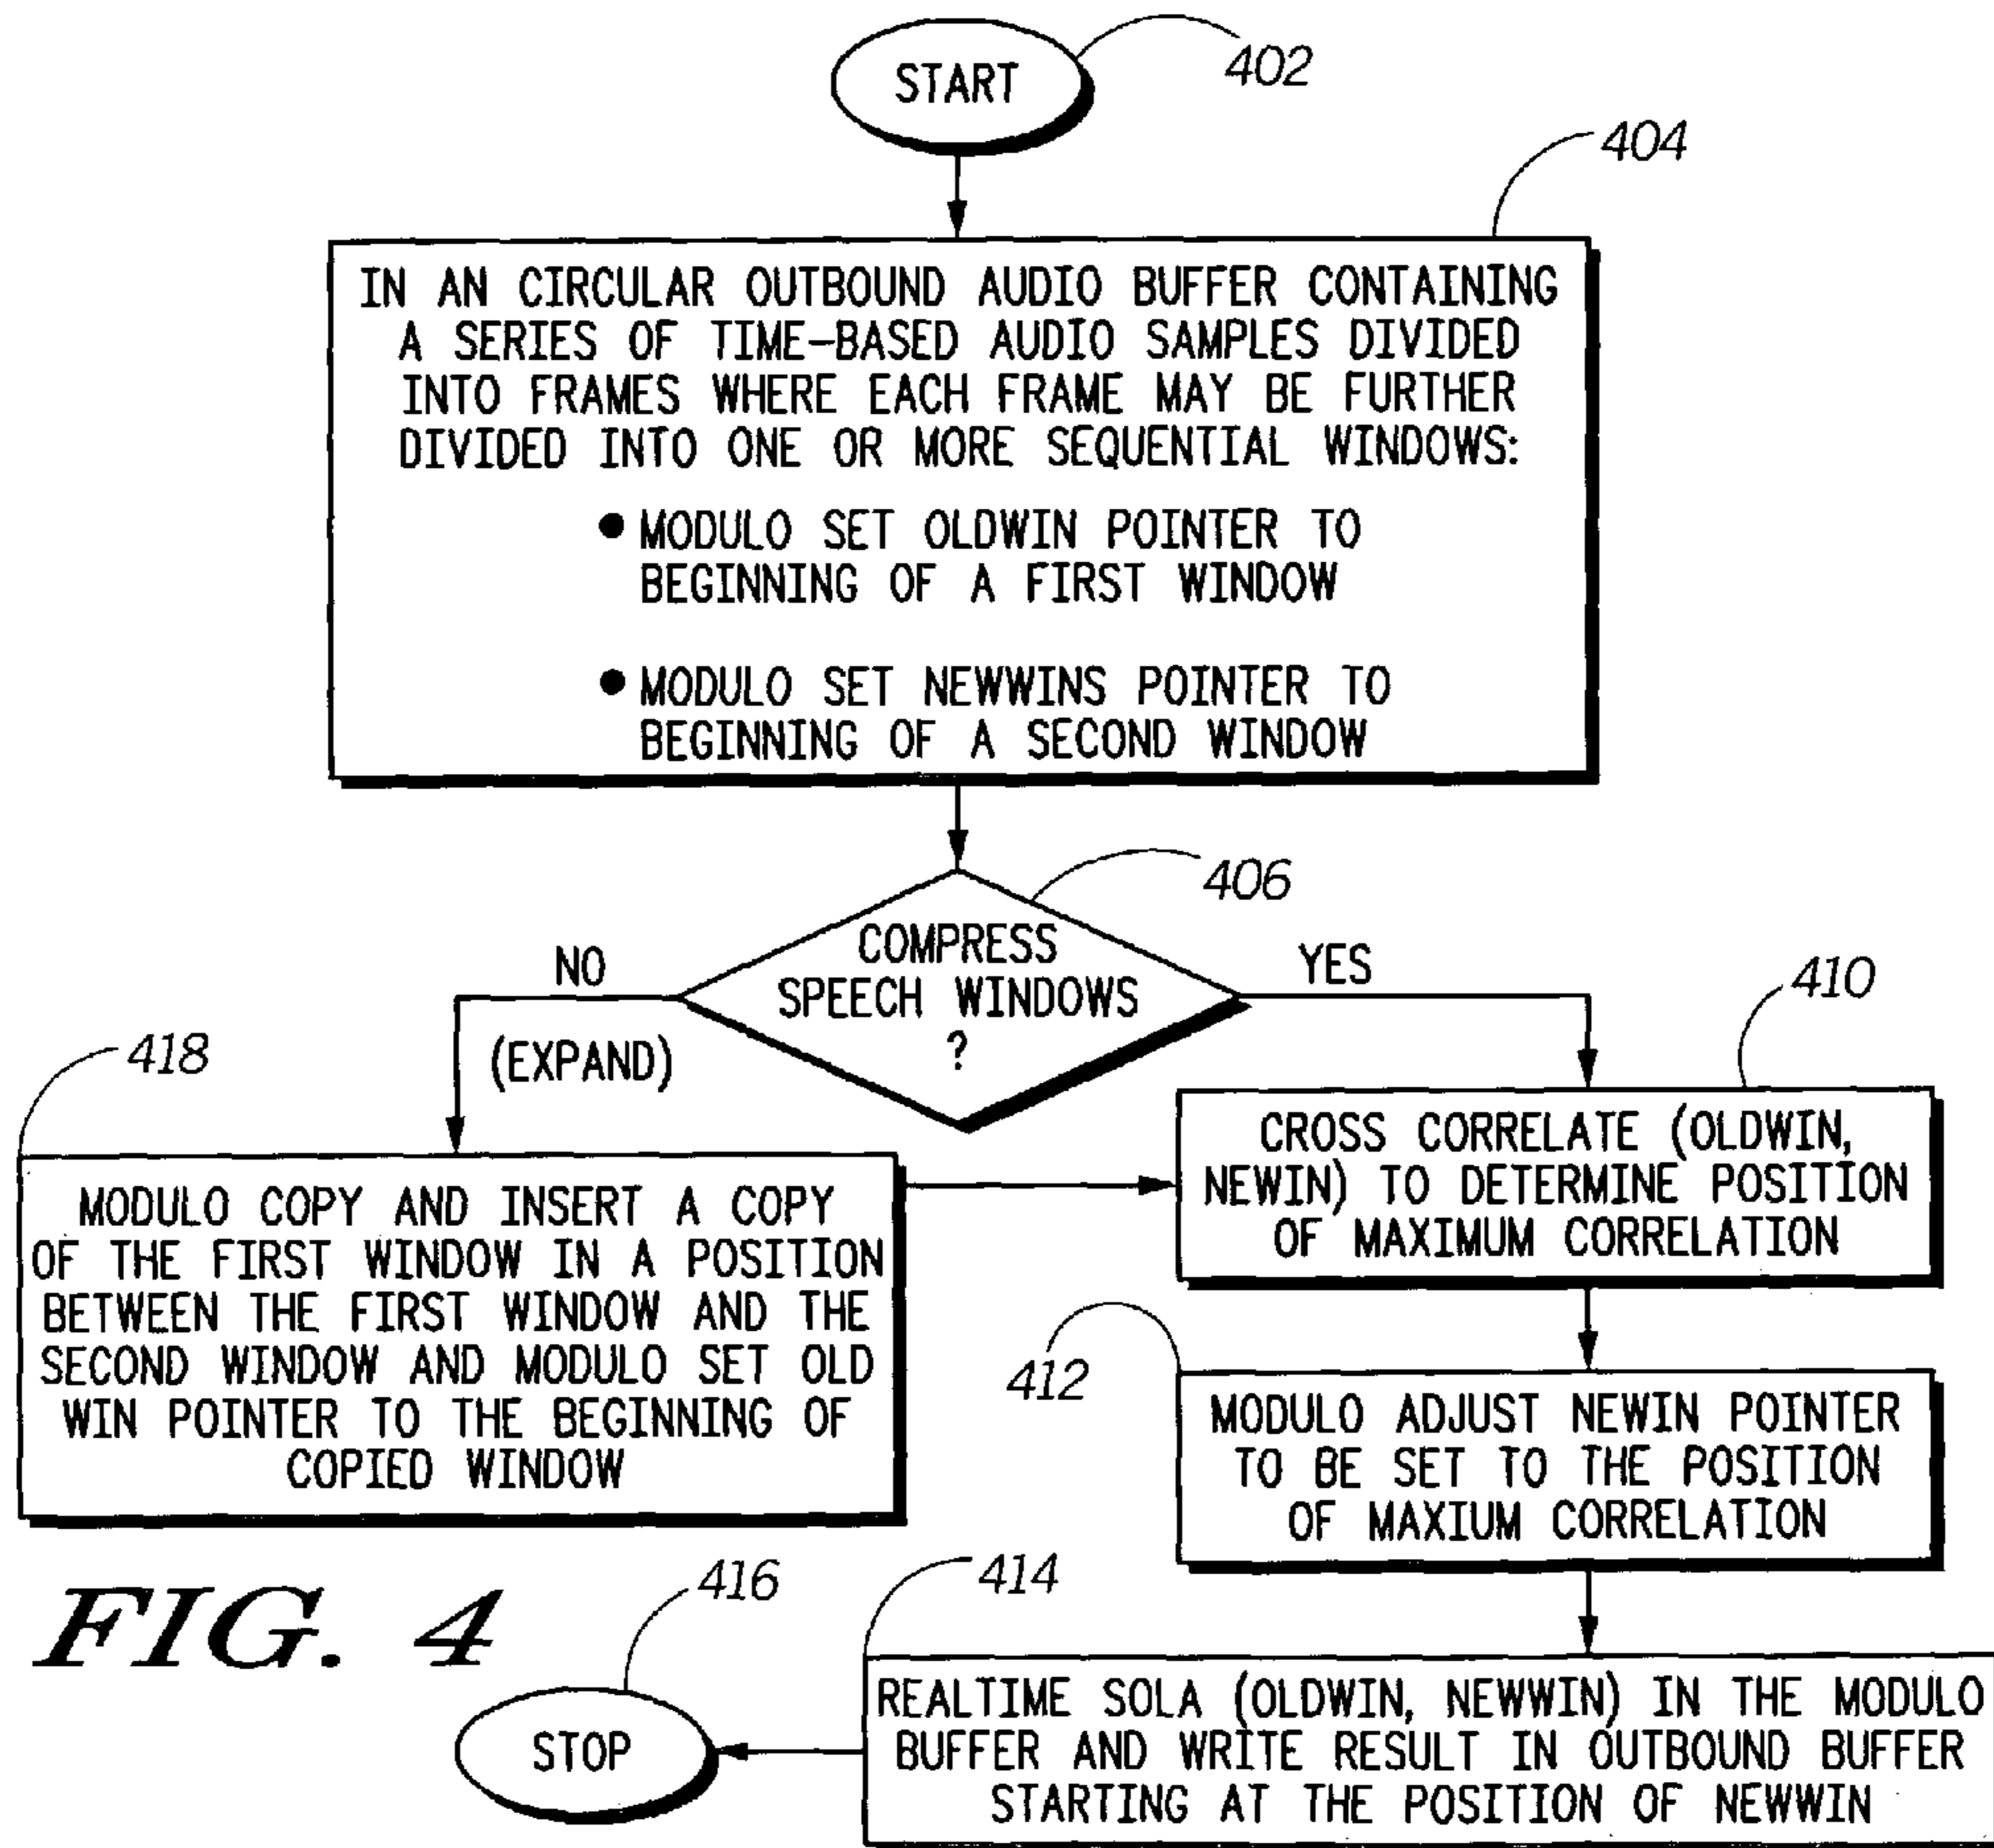 START
402
404
IN AN CIRCULAR OUTBOUND AUDIO BUFFER CONTAINING
A SERIES OF TIME-BASED AUDIO SAMPLES DIVIDED
INTO FRAMES WHERE EACH FRAME MAY BE FURTHER
DIVIDED INTO ONE OR MORE SEQUENTIAL WINDOWS:
● MODULO SET OLDWIN POINTER TO
BEGINNING OF A FIRST WINDOW
● MODULO SET NEWWINS POINTER TO
BEGINNING OF A SECOND WINDOW
406
COMPRESS
SPEECH WINDOWS
?
NO
(EXPAND)
YES
410
418
CROSS CORRELATE (OLDWIN,
NEWIN) TO DETERMINE POSITION
OF MAXIMUM CORRELATION
MODULO COPY AND INSERT A COPY
OF THE FIRST WINDOW IN A POSITION
BETWEEN THE FIRST WINDOW AND THE
SECOND WINDOW AND MODULO SET OLD
WIN POINTER TO THE BEGINNING OF
COPIED WINDOW
412
MODULO ADJUST NEWIN POINTER
TO BE SET TO THE POSITION
OF MAXIUM CORRELATION
414
REALTIME SOLA (OLDWIN, NEWWIN) IN THE MODULO
BUFFER AND WRITE RESULT IN OUTBOUND BUFFER
STARTING AT THE POSITION OF NEWWIN
416
STOP
FIG. 4